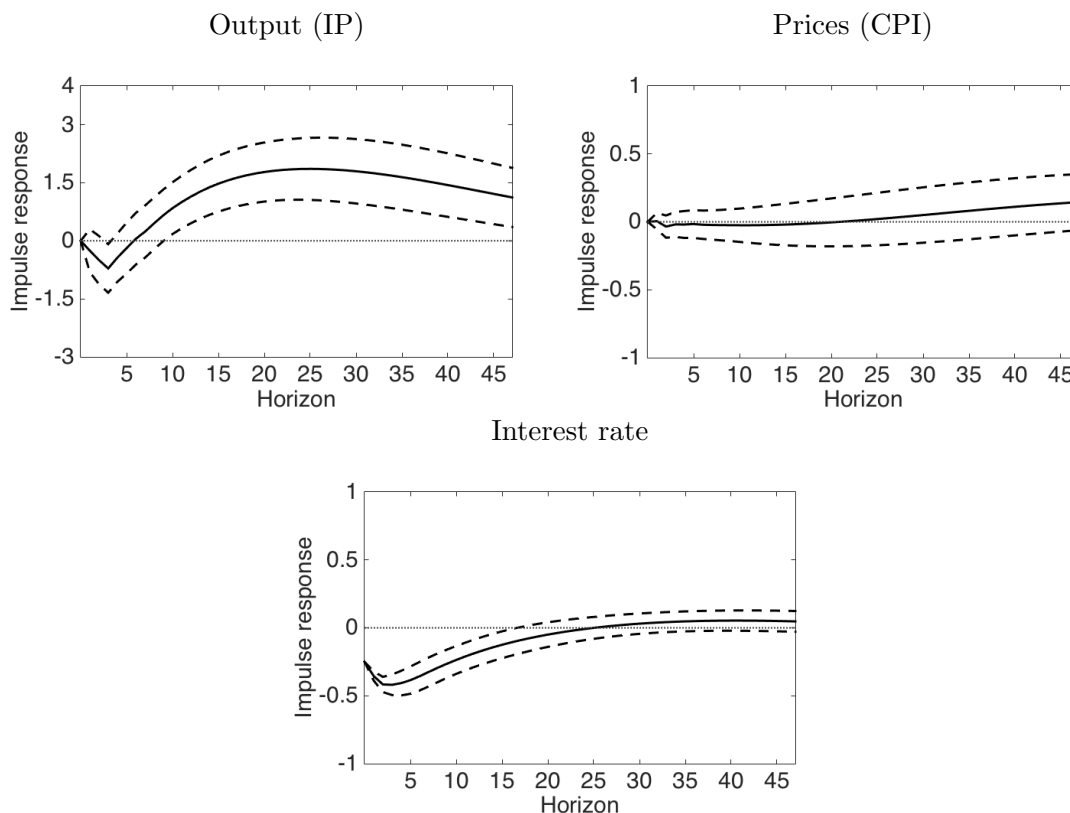 Output (IP)
4
3
1.5
0
-1.5
-3
Impulse response
5 10 15 20 25 30 35 40 45
Horizon
Prices (CPI)
1
0.5
0
-0.5
-1
Impulse response
5 10 15 20 25 30 35 40 45
Horizon
Interest rate
1
0.5
0
-0.5
-1
Impulse response
5 10 15 20 25 30 35 40 45
Horizon